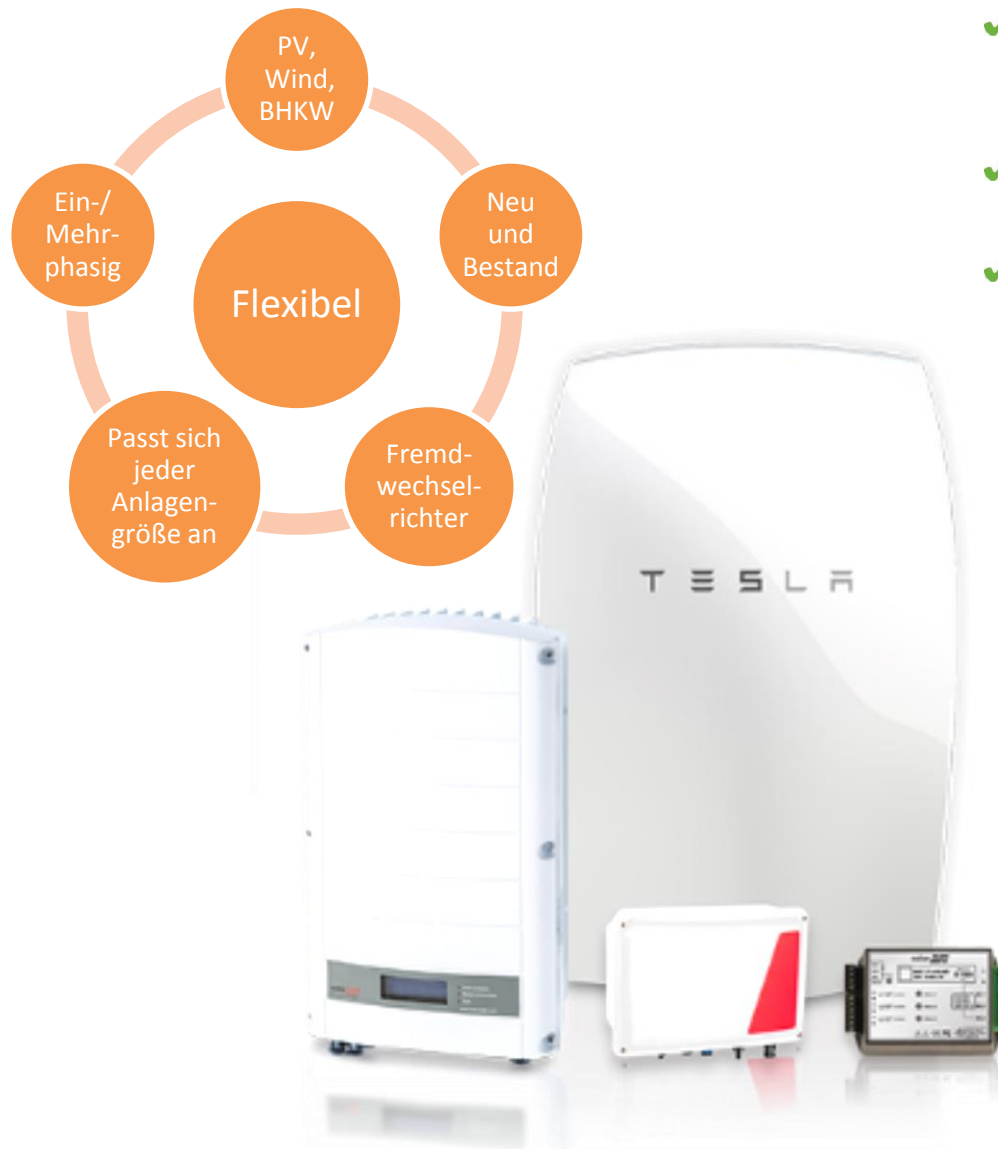 PV,
Wind,
BHKW
Ein-/
Mehr-
phasig
Neu
und
Bestand
Flexibel
Passt sich
jeder
Anlagen-
größe an
Fremd-
wechsel-
richter
TESLA